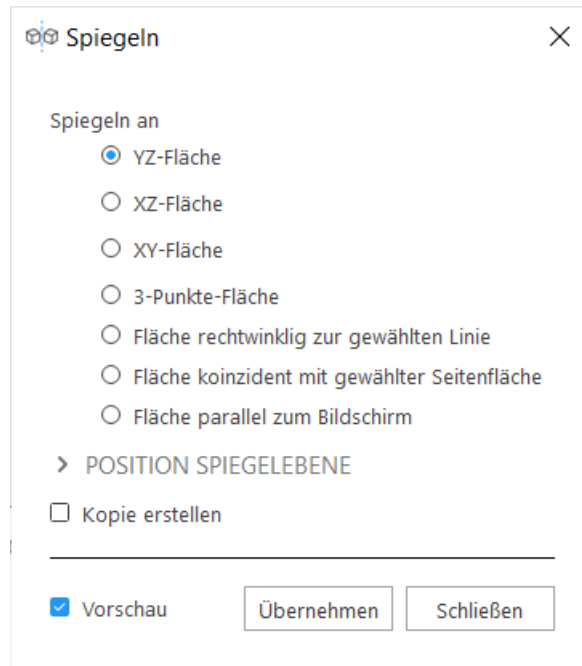 Spiegeln
Spiegeln an
YZ-Fläche
XZ-Fläche
XY-Fläche
3-Punkte-Fläche
Fläche rechtwinklig zur gewählten Linie
Fläche koinzident mit gewählter Seitenfläche
Fläche parallel zum Bildschirm
POSITION SPIEGELEBENE
Kopie erstellen
Vorschau Übernehmen Schließen